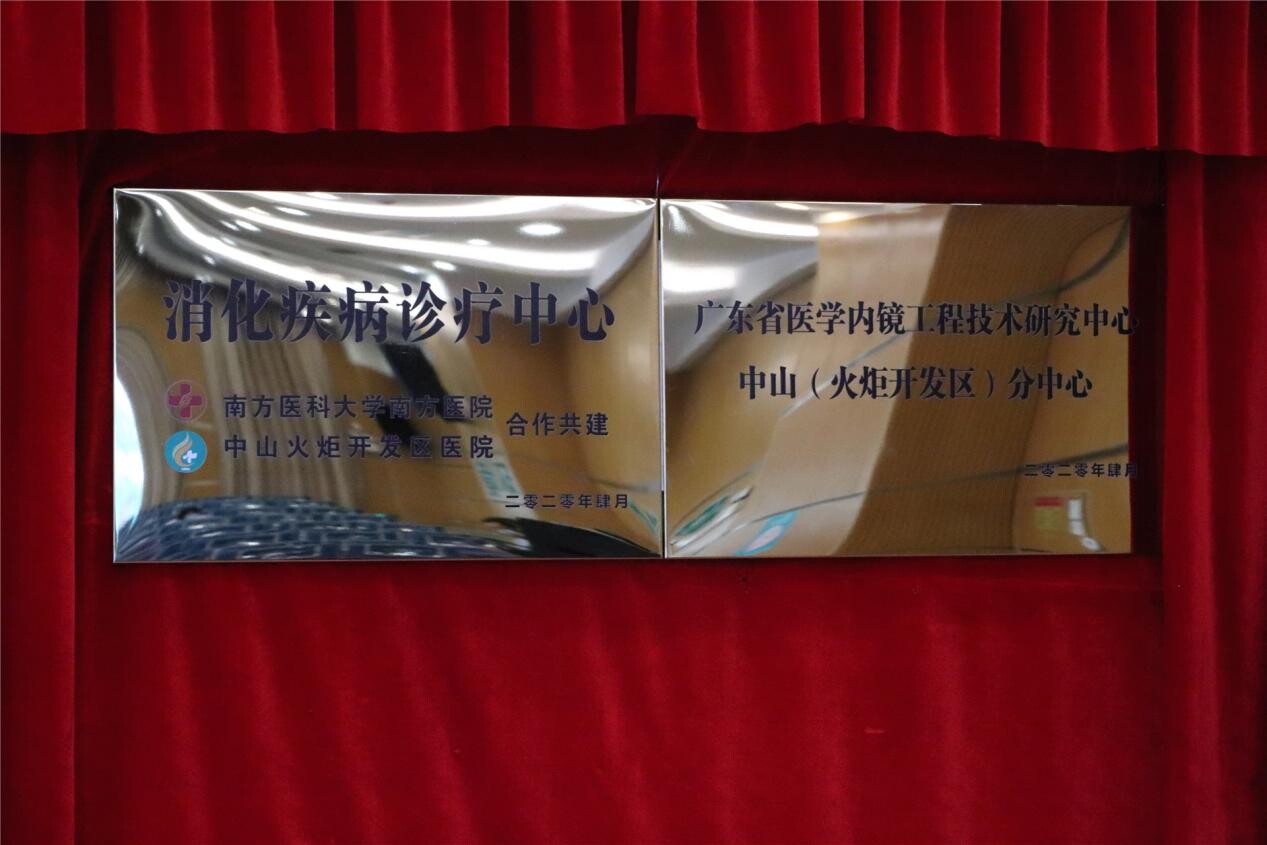 消化疾病诊疗中心
南方医科大学南方医院
中山火炬开发区医院
合作共建
二零二零年肆月
广东省医学内镜工程技术研究中心
中山（火炬开发区）分中心
二零二零年肆月